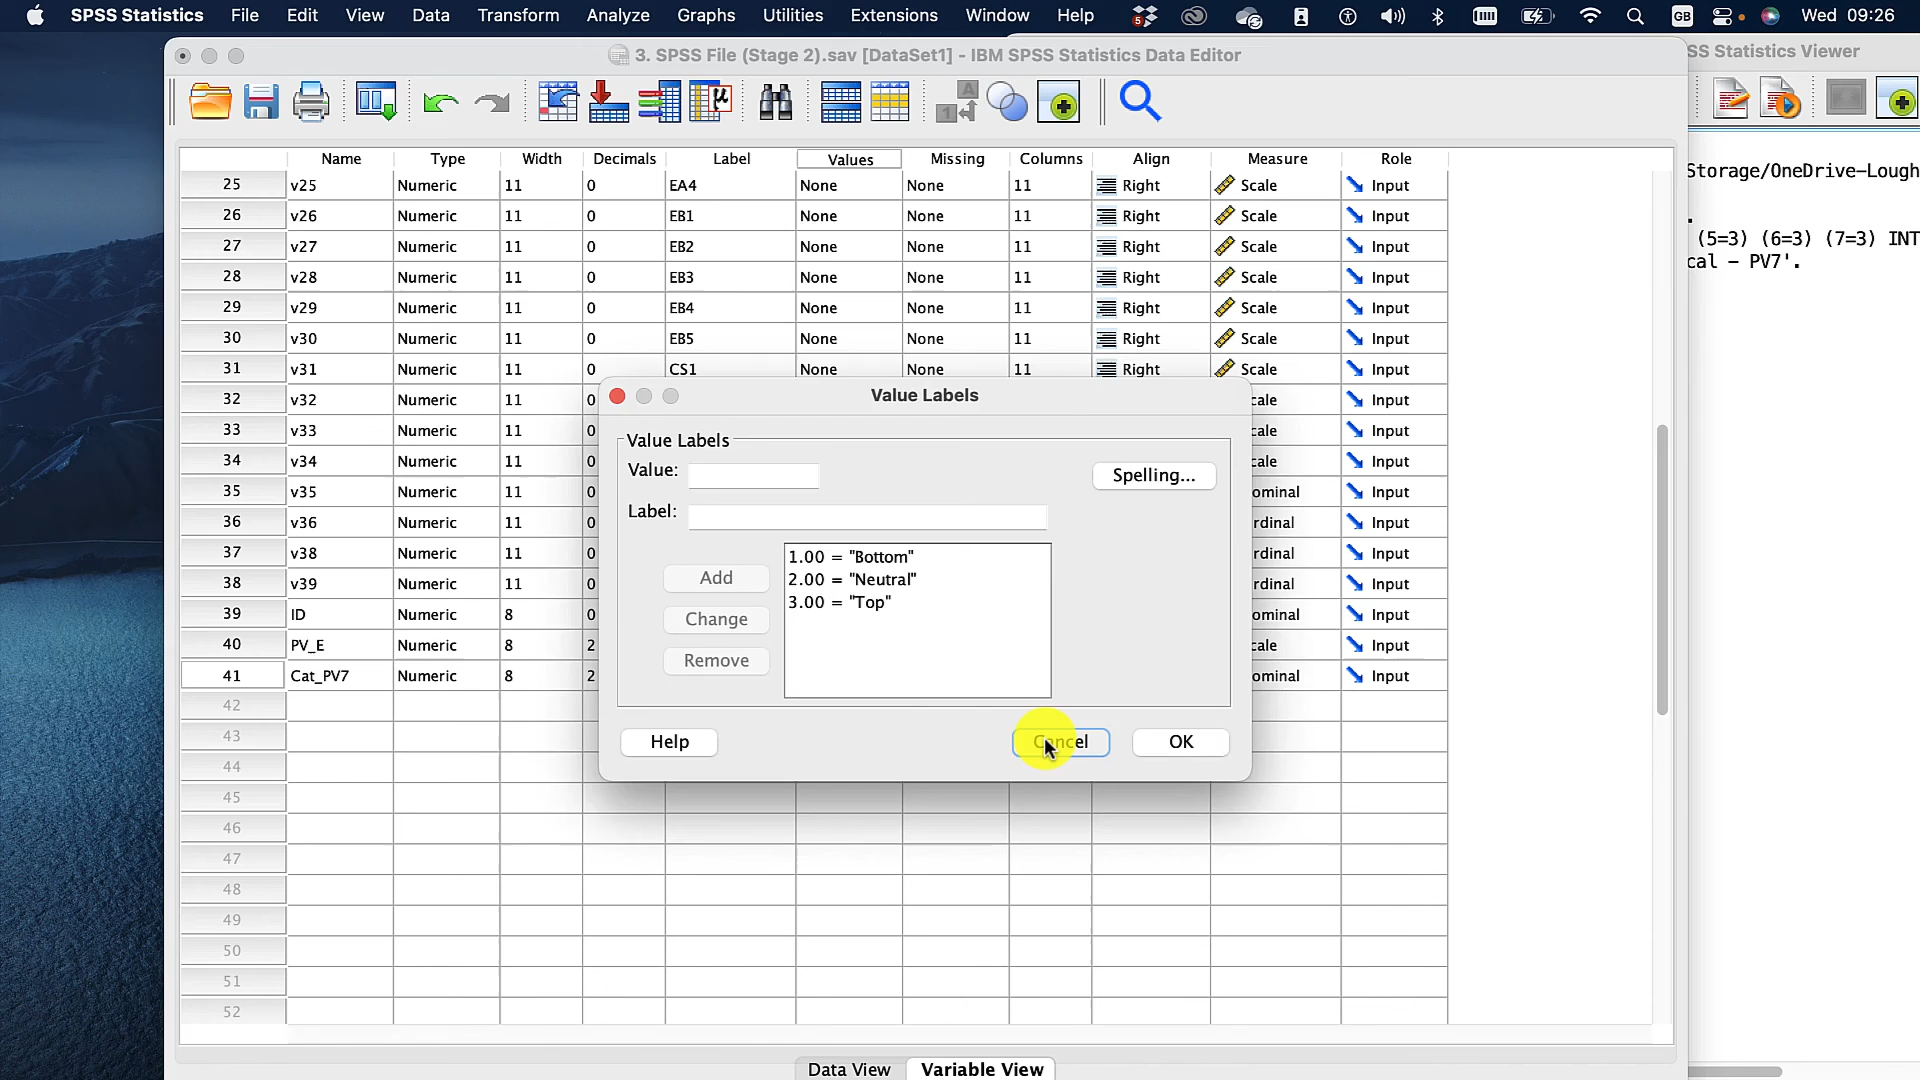 SPSS Statistics File Edit View Data Transform Analyze Graphs Utilities Extensions Window Help 5 GB Wed 09:26
3. SPSS File (Stage 2).sav [DataSet1] – IBM SPSS Statistics Data Editor
SS Statistics Viewer
Name Type Width Decimals Label Values Missing Columns Align Measure Role
25 v25 Numeric 11 0 EA4 None None 11 Right Scale Input
26 v26 Numeric 11 0 EB1 None None 11 Right Scale Input
27 v27 Numeric 11 0 EB2 None None 11 Right Scale Input
28 v28 Numeric 11 0 EB3 None None 11 Right Scale Input
29 v29 Numeric 11 0 EB4 None None 11 Right Scale Input
30 v30 Numeric 11 0 EB5 None None 11 Right Scale Input
31 v31 Numeric 11 0 CS1 None None 11 Right Scale Input
32 v32 Numeric 11 0 cale Input
33 v33 Numeric 11 0 cale Input
34 v34 Numeric 11 0 cale Input
35 v35 Numeric 11 0 ominal Input
36 v36 Numeric 11 0 rdinal Input
37 v38 Numeric 11 0 rdinal Input
38 v39 Numeric 11 0 rdinal Input
39 ID Numeric 8 0 ominal Input
40 PV_E Numeric 8 2 cale Input
41 Cat_PV7 Numeric 8 2 ominal Input
42
43
44
45
46
47
48
49
50
51
52
Value Labels
Value Labels
Value:
Spelling...
Label:
1.00 = "Bottom"
2.00 = "Neutral"
3.00 = "Top"
Add
Change
Remove
Help Cancel OK
Data View Variable View
Storage/OneDrive-Lough
.
(5=3) (6=3) (7=3) INT
cal – PV7'.